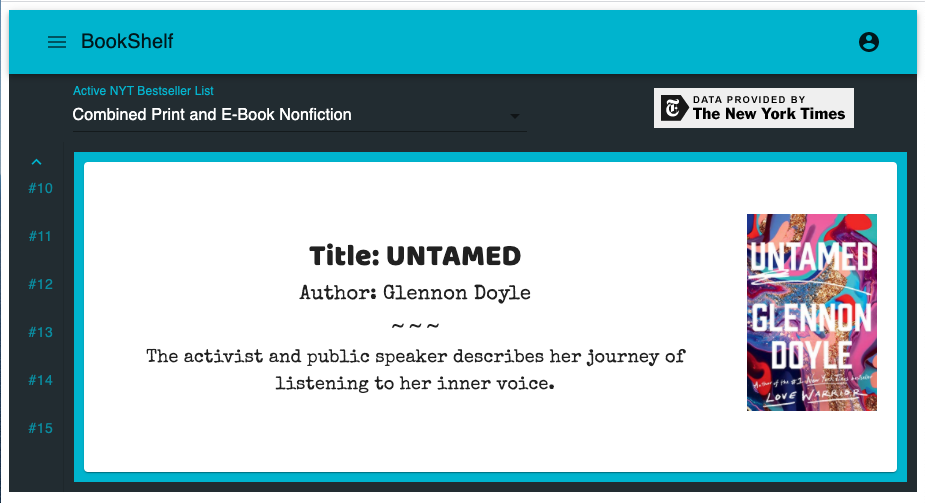 BookShelf
Active NYT Bestseller List
Combined Print and E-Book Nonfiction
DATA PROVIDED BY
The New York Times
#10
#11
#12
#13
#14
#15
Title: UNTAMED
Author: Glennon Doyle
~~~
The activist and public speaker describes her journey of
listening to her inner voice.
UNTAMED
GLENNON
DOYLE
Author of the #1 New York Times bestseller
LOVE WARRIOR